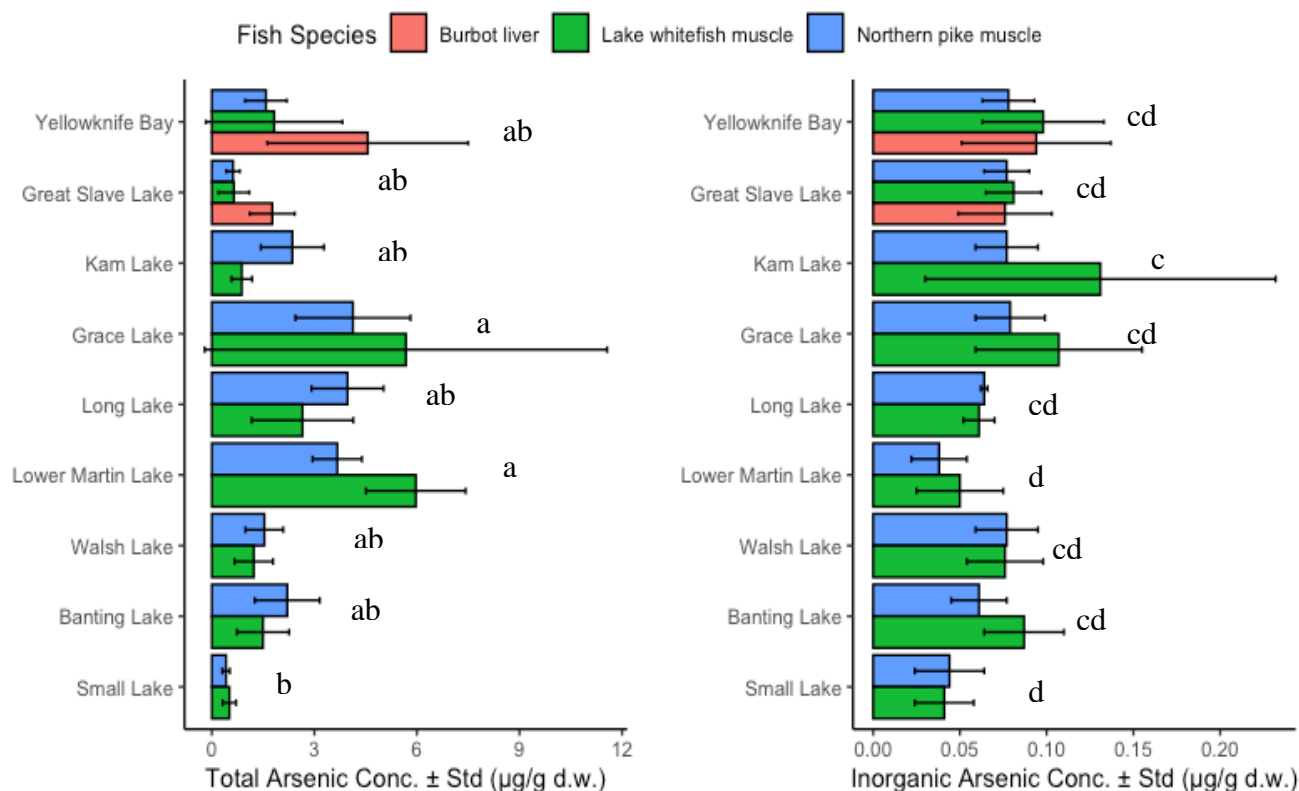 Fish Species Burbot liver Lake whitefish muscle Northern pike muscle
Yellowknife Bay
Great Slave Lake
Kam Lake
Grace Lake
Long Lake
Lower Martin Lake
Walsh Lake
Banting Lake
Small Lake
ab
ab
ab
a
ab
a
ab
ab
b
0 3 6 9 12
Total Arsenic Conc. ± Std (µg/g d.w.)
Yellowknife Bay
Great Slave Lake
Kam Lake
Grace Lake
Long Lake
Lower Martin Lake
Walsh Lake
Banting Lake
Small Lake
cd
cd
c
cd
cd
d
cd
cd
d
0.00 0.05 0.10 0.15 0.20
Inorganic Arsenic Conc. ± Std (µg/g d.w.)